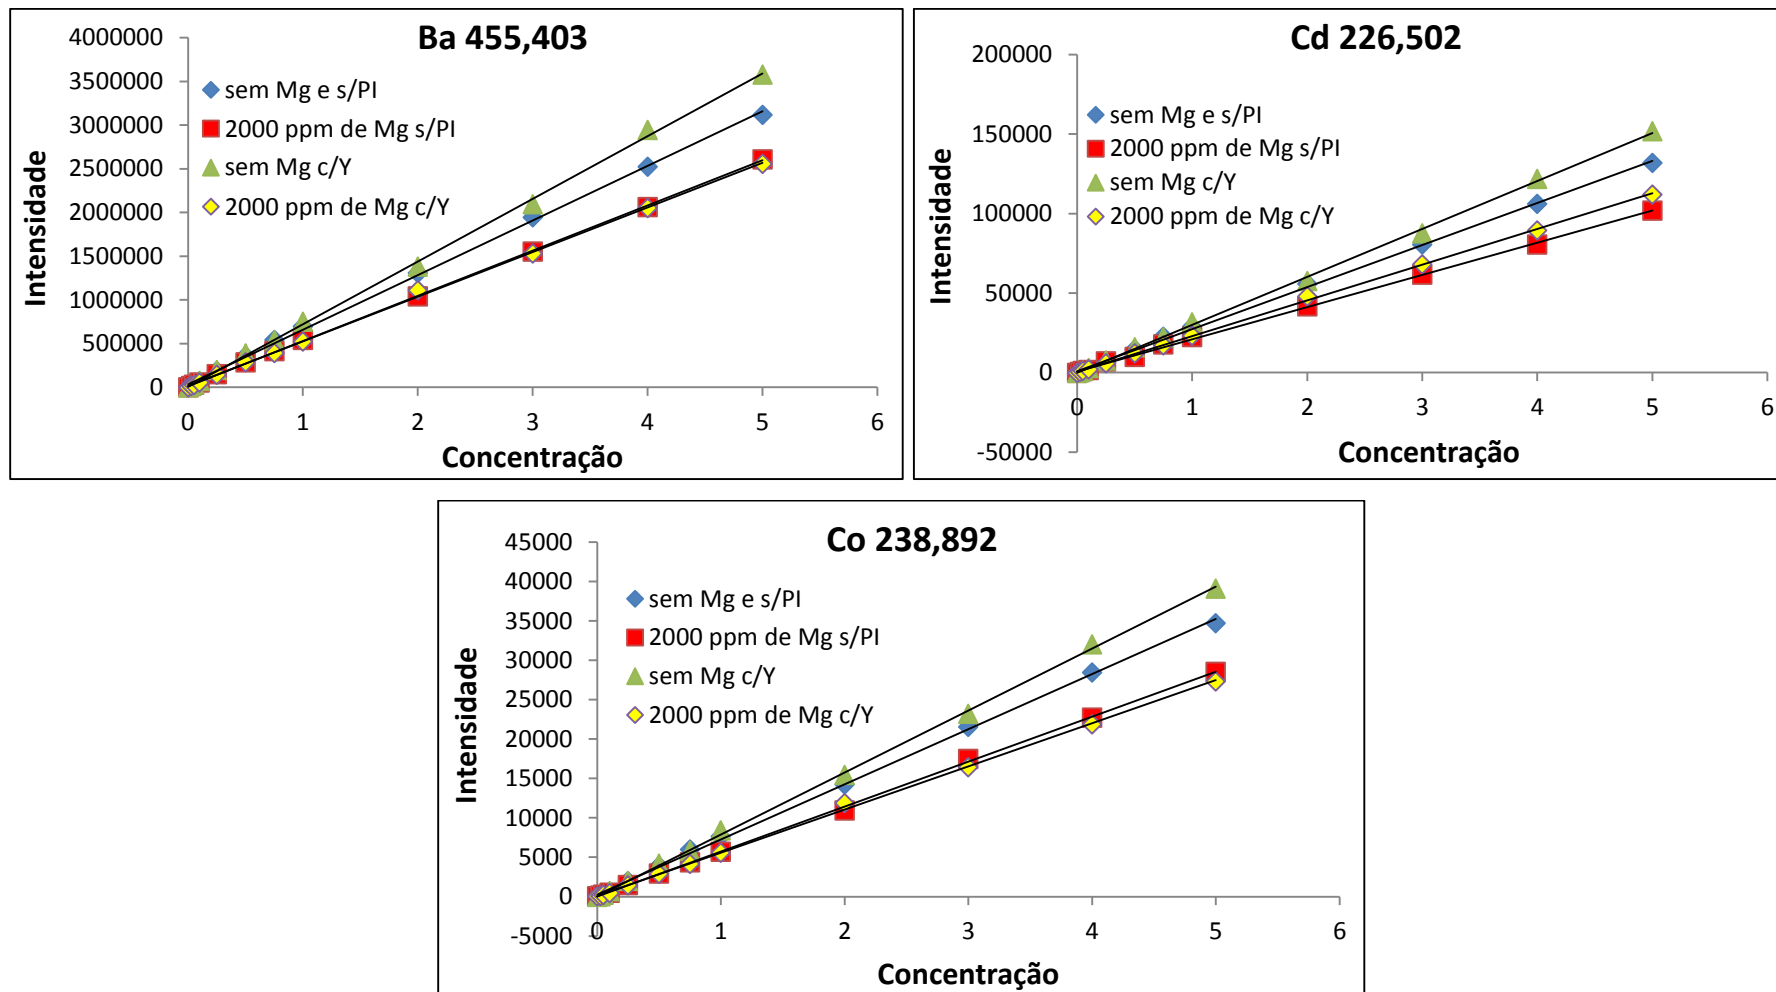 Ba 455,403
Intensidade
4000000
3500000
3000000
2500000
2000000
1500000
1000000
500000
0
sem Mg e s/PI
2000 ppm de Mg s/PI
sem Mg c/Y
2000 ppm de Mg c/Y
0 1 2 3 4 5 6
Concentração
Cd 226,502
Intensidade
200000
150000
100000
50000
0
-50000
sem Mg e s/PI
2000 ppm de Mg s/PI
sem Mg c/Y
2000 ppm de Mg c/Y
0 1 2 3 4 5 6
Concentração
Co 238,892
Intensidade
45000
40000
35000
30000
25000
20000
15000
10000
5000
0
-5000
sem Mg e s/PI
2000 ppm de Mg s/PI
sem Mg c/Y
2000 ppm de Mg c/Y
0 1 2 3 4 5 6
Concentração